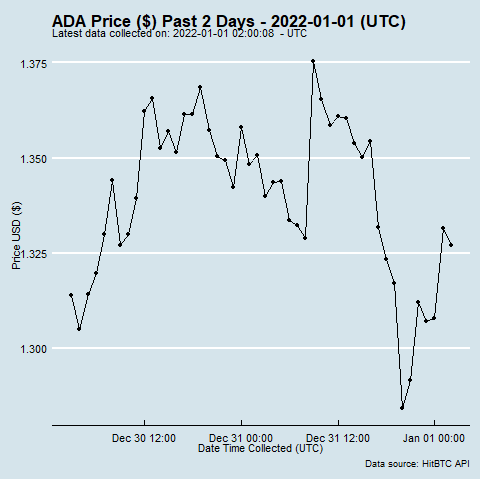 ADA Price ($) Past 2 Days - 2022-01-01 (UTC)
Latest data collected on: 2022-01-01 02:00:08  - UTC
1.375
1.350
1.325
1.300
Price USD ($)
Dec 30 12:00
Dec 31 00:00
Dec 31 12:00
Jan 01 00:00
Date Time Collected (UTC)
Data source: HitBTC API